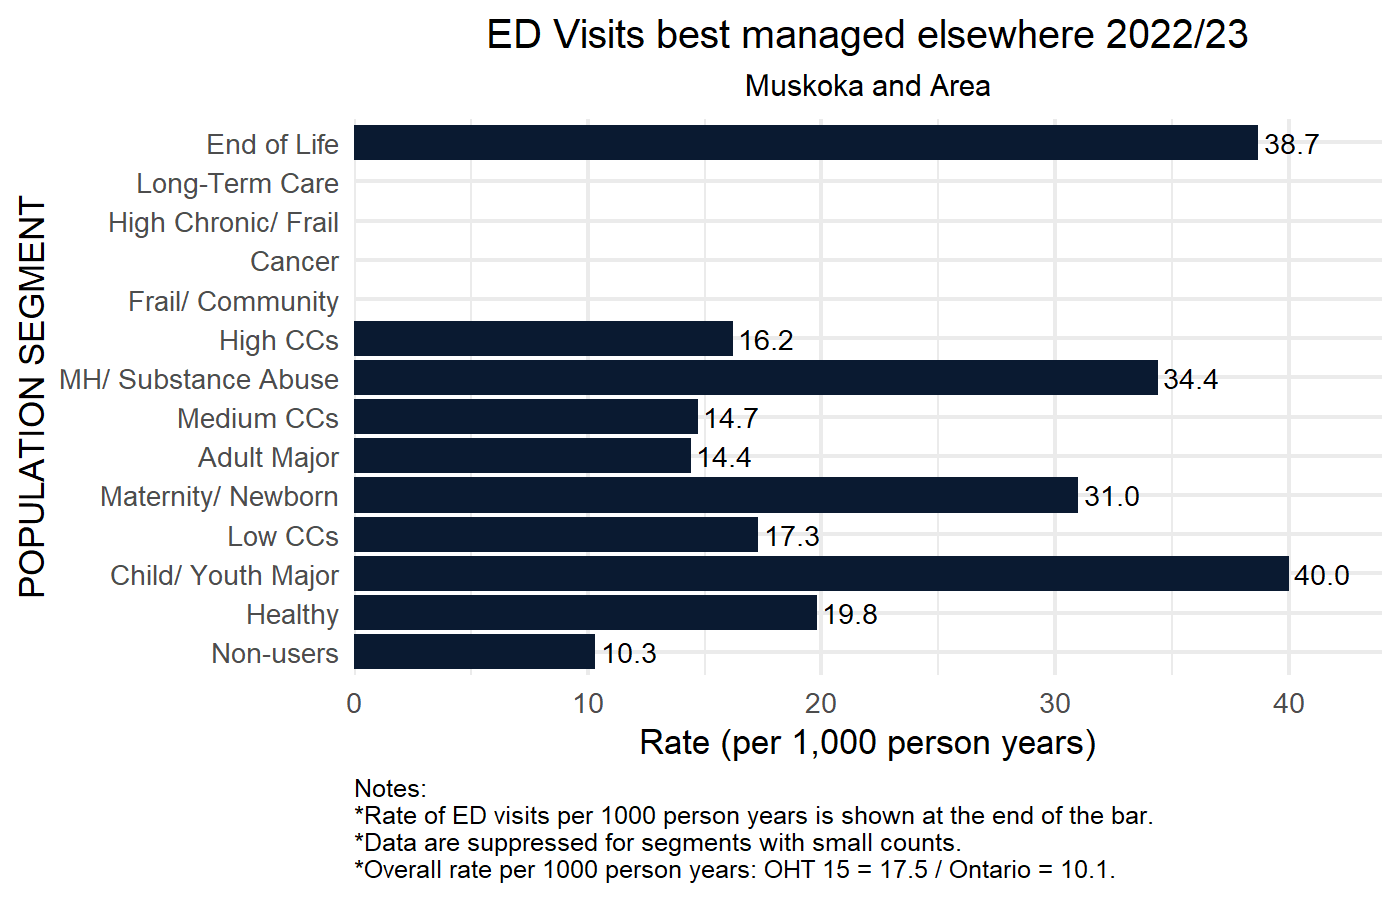 ED Visits best managed elsewhere 2022/23
Muskoka and Area
POPULATION SEGMENT
End of Life 38.7
Long-Term Care
High Chronic/ Frail
Cancer
Frail/ Community
High CCs 16.2
MH/ Substance Abuse 34.4
Medium CCs 14.7
Adult Major 14.4
Maternity/ Newborn 31.0
Low CCs 17.3
Child/ Youth Major 40.0
Healthy 19.8
Non-users 10.3
0 10 20 30 40
Rate (per 1,000 person years)
Notes:
*Rate of ED visits per 1000 person years is shown at the end of the bar.
*Data are suppressed for segments with small counts.
*Overall rate per 1000 person years: OHT 15 = 17.5 / Ontario = 10.1.